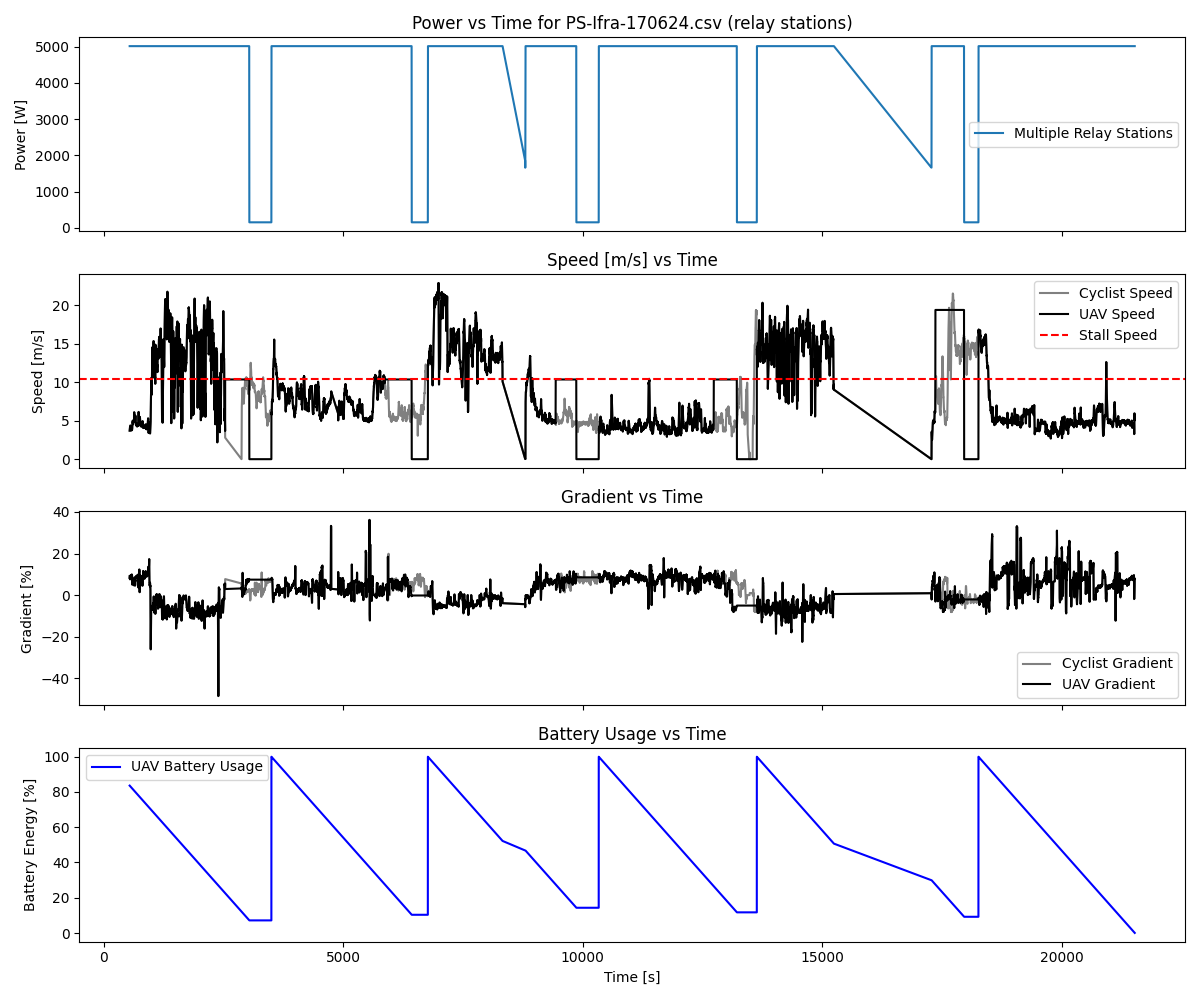 Power vs Time for PS-Ifra-170624.csv (relay stations)
5000
4000
3000
2000
1000
0
Power [W]
Multiple Relay Stations
Speed [m/s] vs Time
20
15
10
5
0
Speed [m/s]
Cyclist Speed
UAV Speed
Stall Speed
Gradient vs Time
40
20
0
−20
−40
Gradient [%]
Cyclist Gradient
UAV Gradient
Battery Usage vs Time
100
80
60
40
20
0
Battery Energy [%]
UAV Battery Usage
0 5000 10000 15000 20000
Time [s]